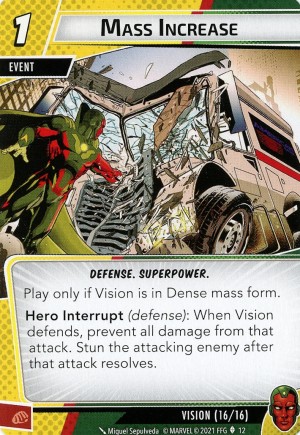 1
MASS INCREASE
EVENT
DEFENSE. SUPERPOWER.
Play only if Vision is in Dense mass form.
Hero Interrupt (defense): When Vision
defends, prevent all damage from that
attack. Stun the attacking enemy after
that attack resolves.
VISION (16/16)
Miguel Sepulveda © MARVEL © 2021 FFG 12